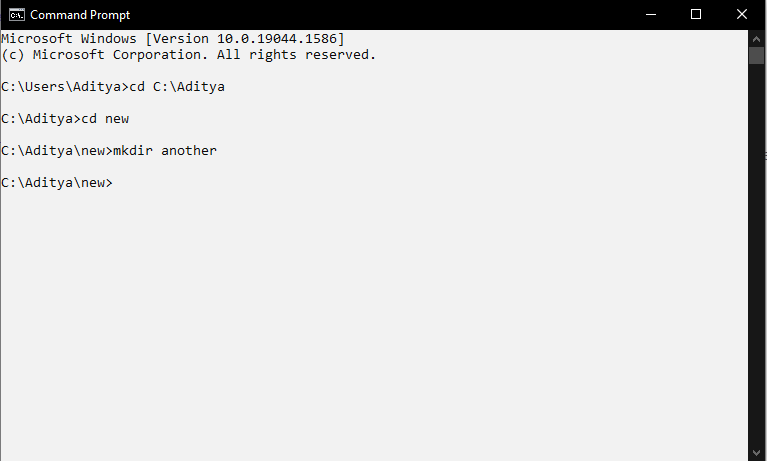 Command Prompt
Microsoft Windows [Version 10.0.19044.1586]
(c) Microsoft Corporation. All rights reserved.
C:\Users\Aditya>cd C:\Aditya
C:\Aditya>cd new
C:\Aditya\new>mkdir another
C:\Aditya\new>